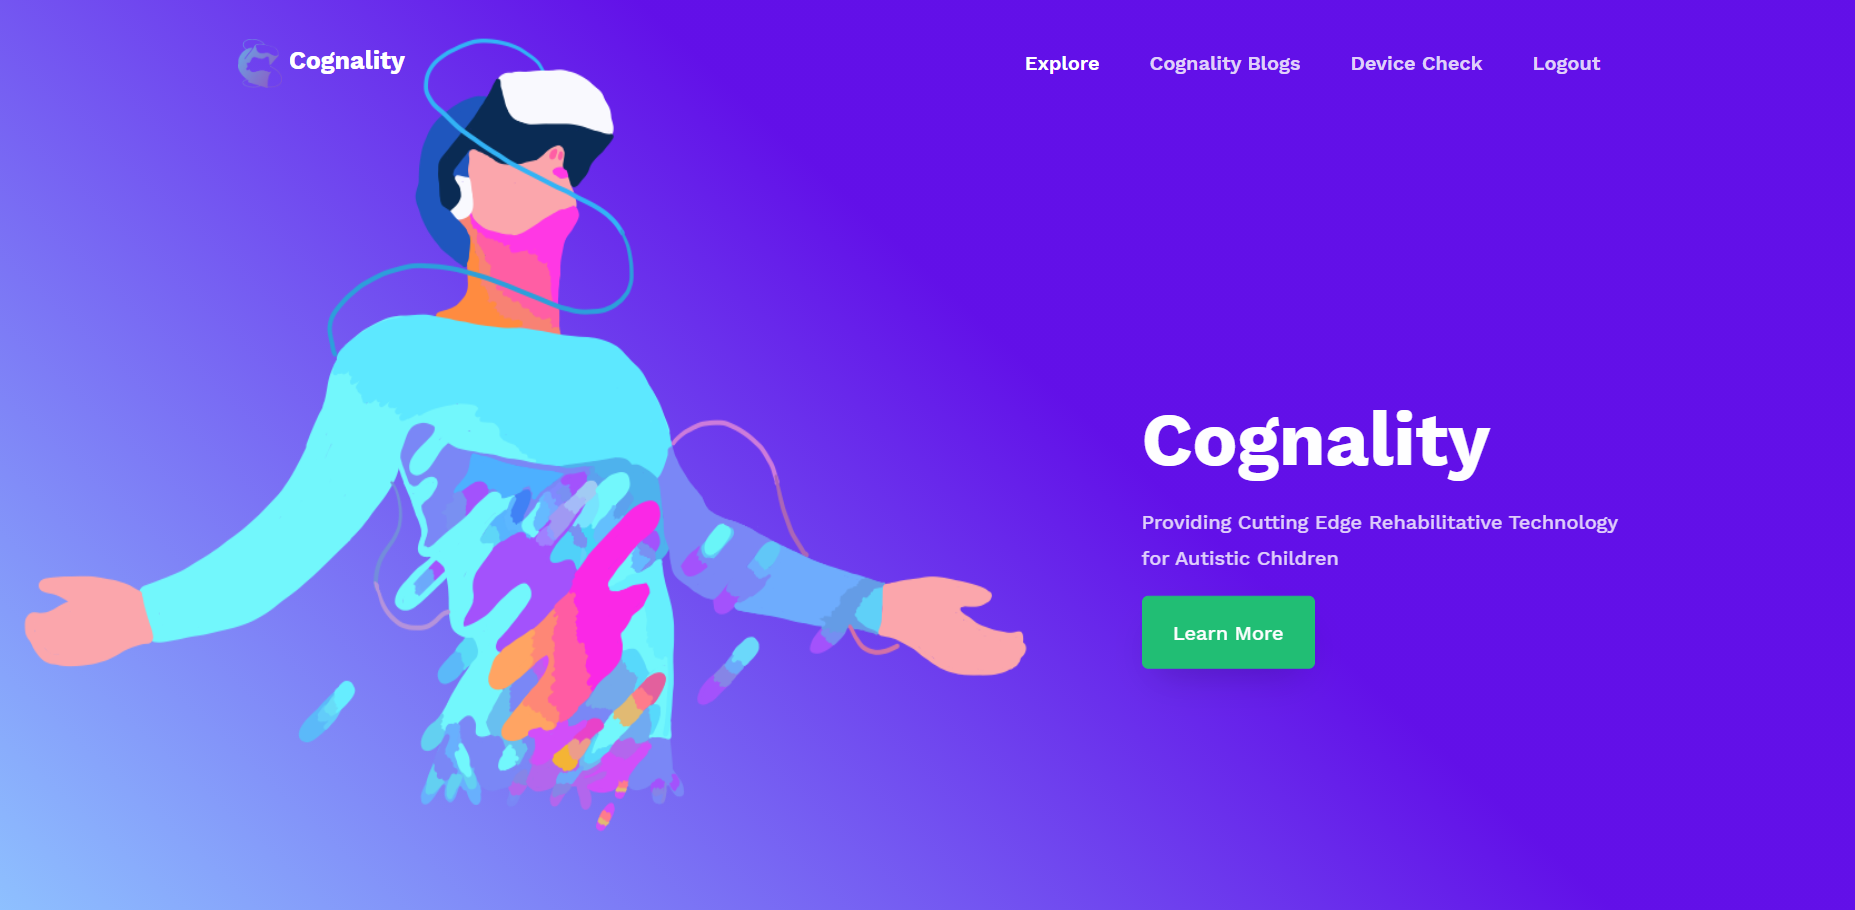 Cognality
Explore
Cognality Blogs
Device Check
Logout
Cognality
Providing Cutting Edge Rehabilitative Technology
for Autistic Children
Learn More